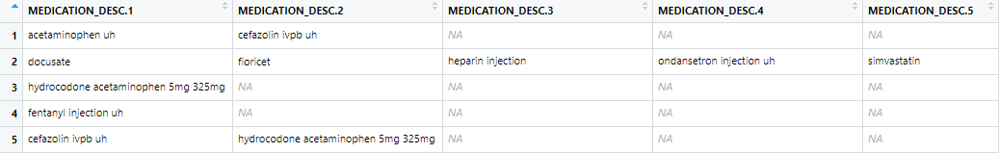 MEDICATION_DESC.1 MEDICATION_DESC.2 MEDICATION_DESC.3 MEDICATION_DESC.4 MEDICATION_DESC.5
1 acetaminophen uh cefazolin ivpb uh NA NA NA
2 docusate fioricet heparin injection ondansetron injection uh simvastatin
3 hydrocodone acetaminophen 5mg 325mg NA NA NA NA
4 fentanyl injection uh NA NA NA NA
5 cefazolin ivpb uh hydrocodone acetaminophen 5mg 325mg NA NA NA